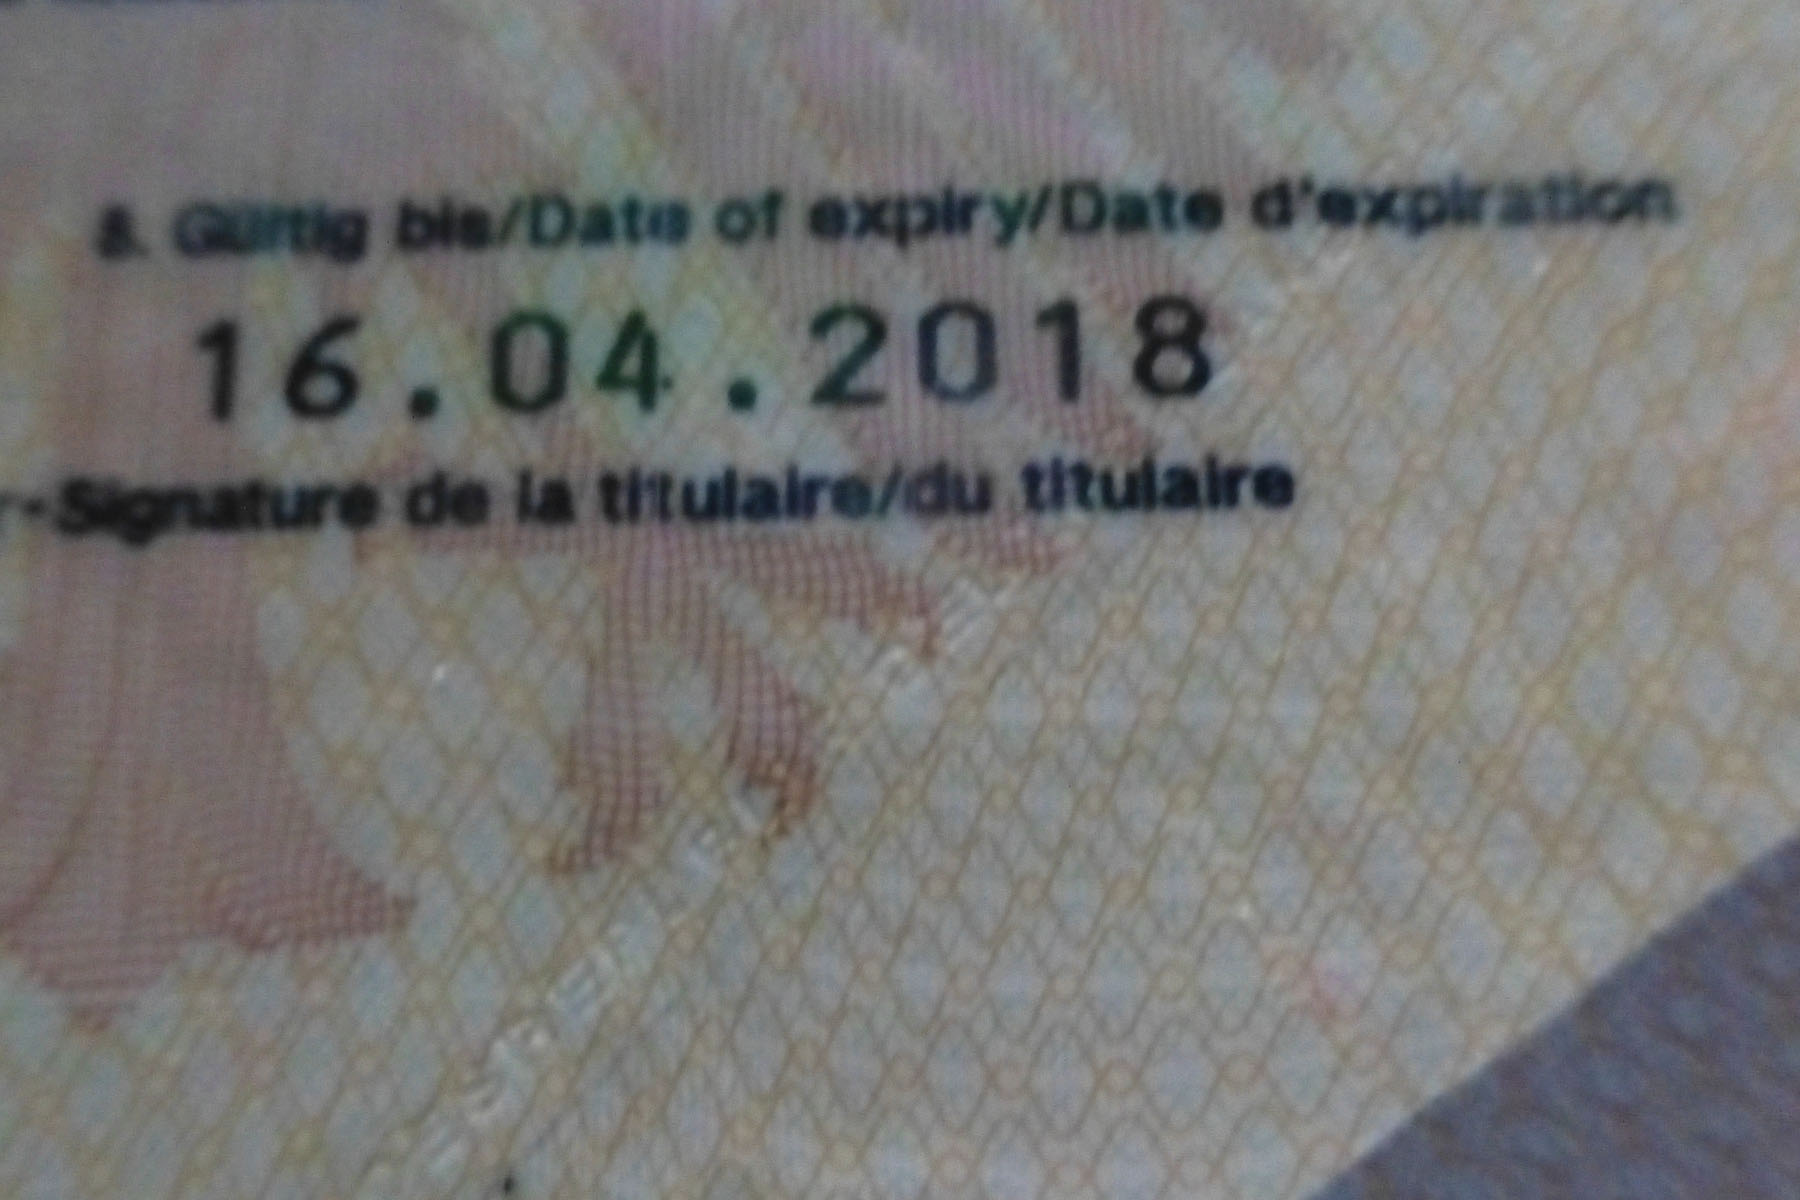 8. Gültig bis/Date of expiry/Date d'expiration
16.04.2018
-Signature de la titulaire/du titulaire